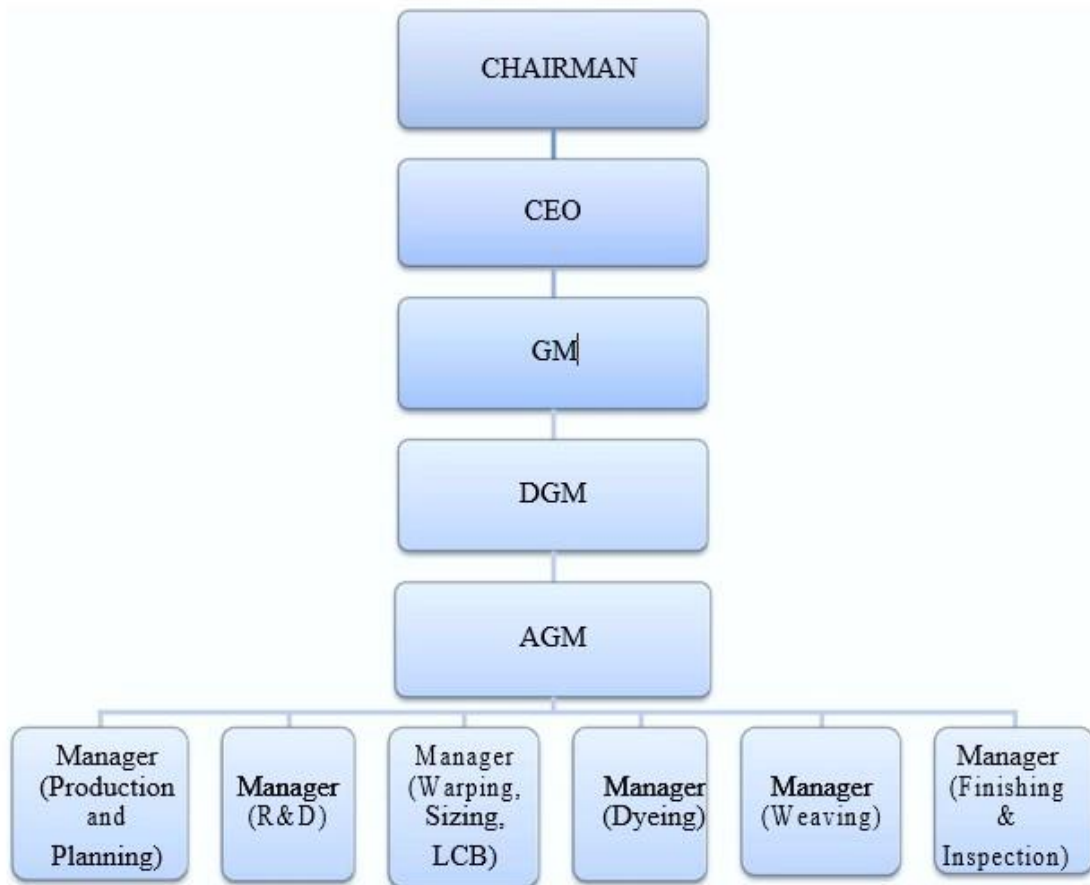 CHAIRMAN
CEO
GM
DGM
AGM
Manager
(Production
and
Planning)
Manager
(R&D)
Manager
(Warping,
Sizing,
LCB)
Manager
(Dyeing)
Manager
(Weaving)
Manager
(Finishing
&
Inspection)